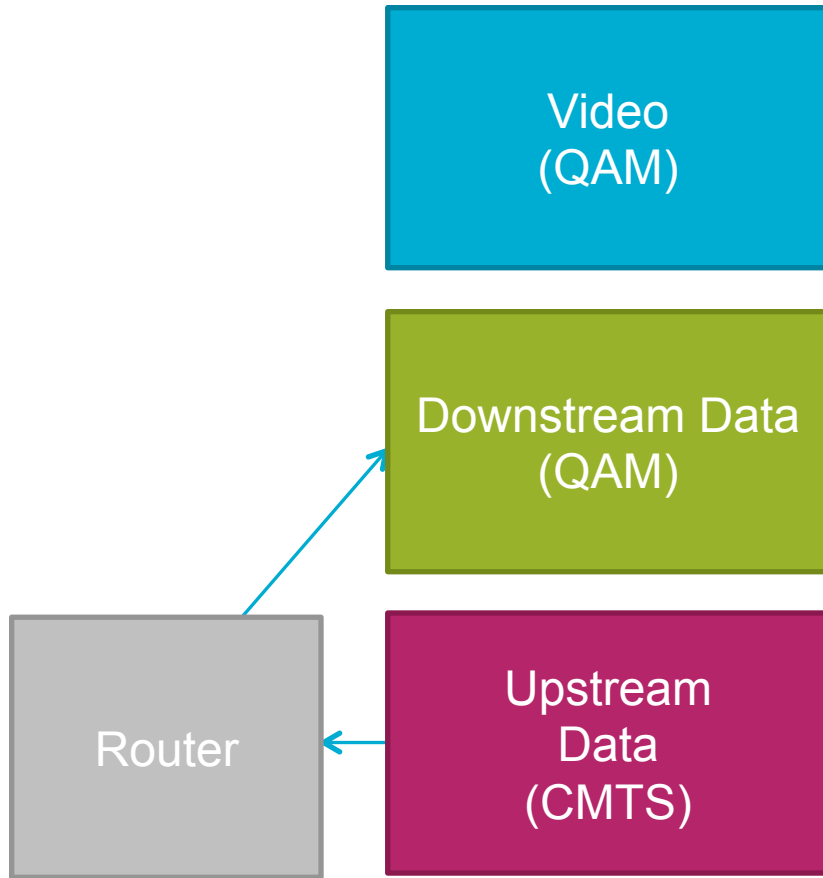 Video
(QAM)
Downstream Data
(QAM)
Router
Upstream
Data
(CMTS)